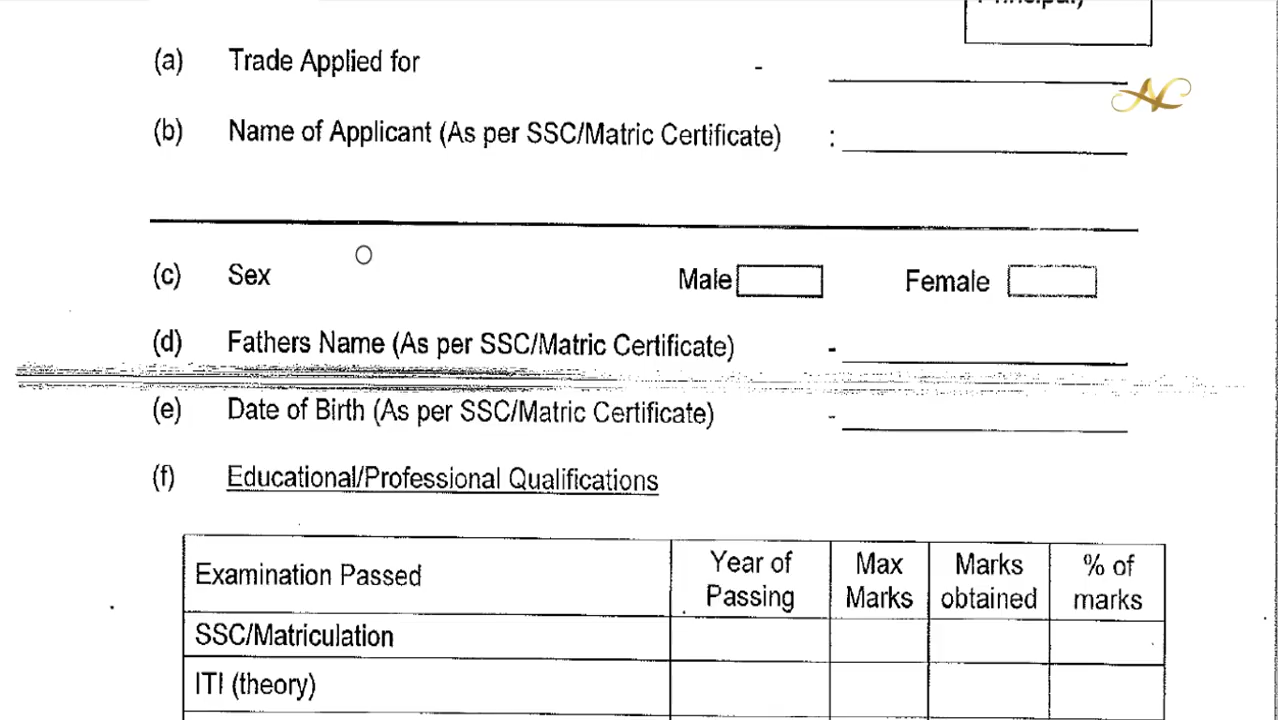 Principal)
(a) Trade Applied for -
(b) Name of Applicant (As per SSC/Matric Certificate) :
(c) Sex Male Female
(d) Fathers Name (As per SSC/Matric Certificate) -
(e) Date of Birth (As per SSC/Matric Certificate) -
(f) Educational/Professional Qualifications
Examination Passed Year of Passing Max Marks Marks obtained % of marks
SSC/Matriculation
ITI (theory)